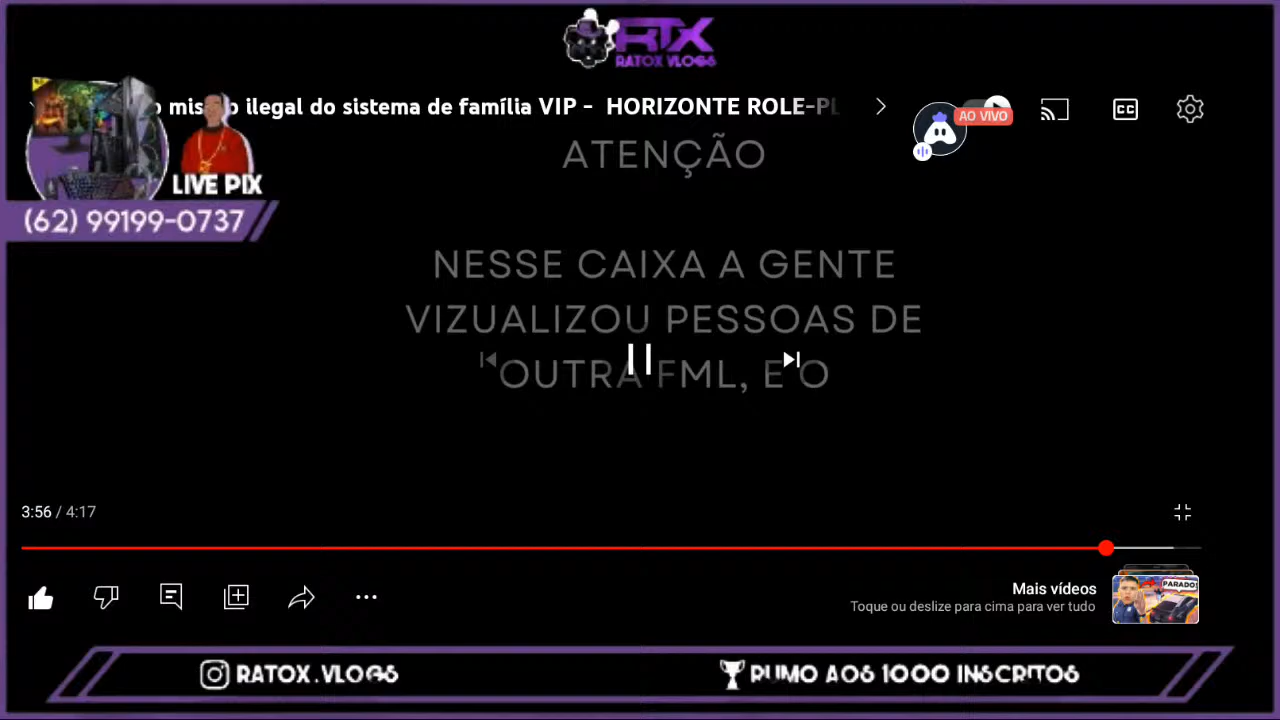 RTX
RATOX VLOGS
ilegal do sistema de família VIP - HORIZONTE ROLE-PL
AO VIVO
CC
ATENÇÃO
LIVE PIX
(62) 99199-0737
NESSE CAIXA A GENTE
VIZUALIZOU PESSOAS DE
OUTRA FML, E O
3:56 / 4:17
Mais vídeos
Toque ou deslize para cima para ver tudo
PARADO!
RATOX.VLOGS
RUMO AOS 1000 INSCRITOS